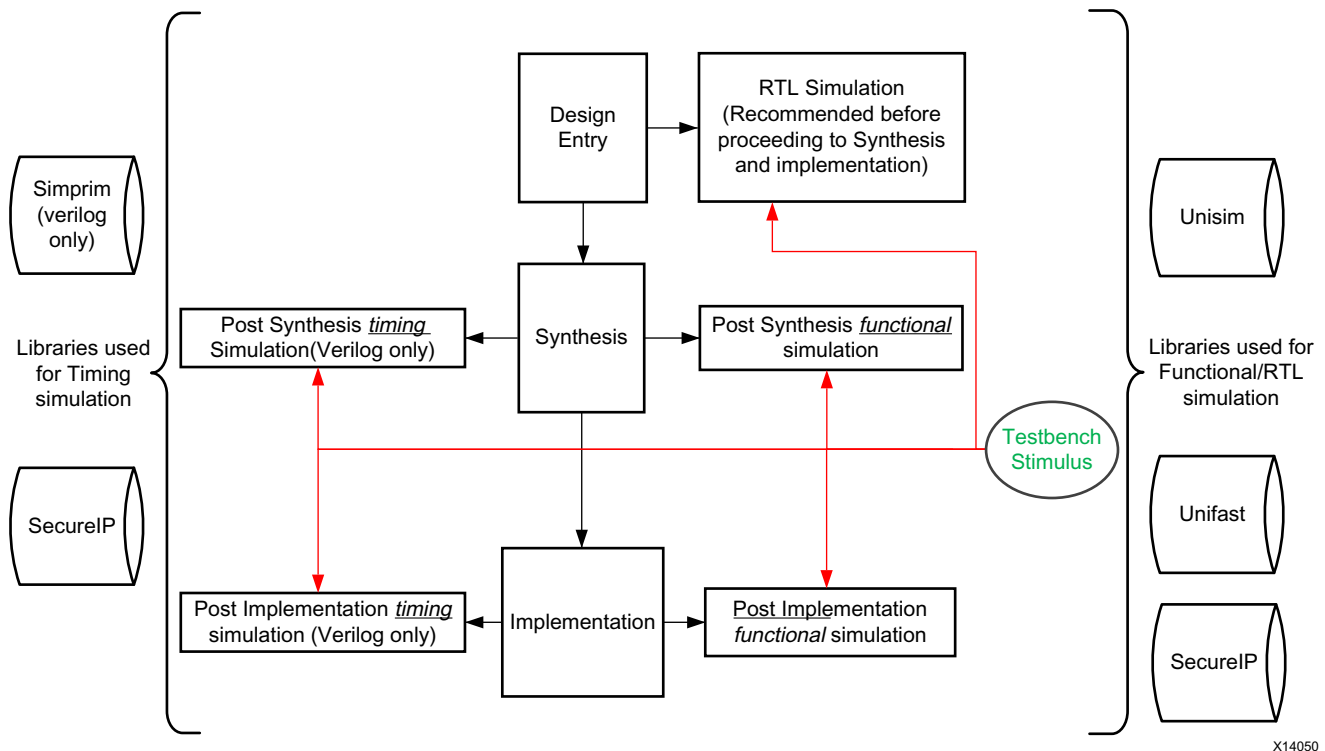 Design
Entry
RTL Simulation
(Recommended before
proceeding to Synthesis
and implementation)
Simprim
(verilog
only)
Unisim
Post Synthesis timing
Simulation(Verilog only)
Synthesis
Post Synthesis functional
simulation
Libraries used
for Timing
simulation
Libraries used for
Functional/RTL
simulation
Testbench
Stimulus
SecureIP
Unifast
Post Implementation timing
simulation (Verilog only)
Implementation
Post Implementation
functional simulation
SecureIP
X14050